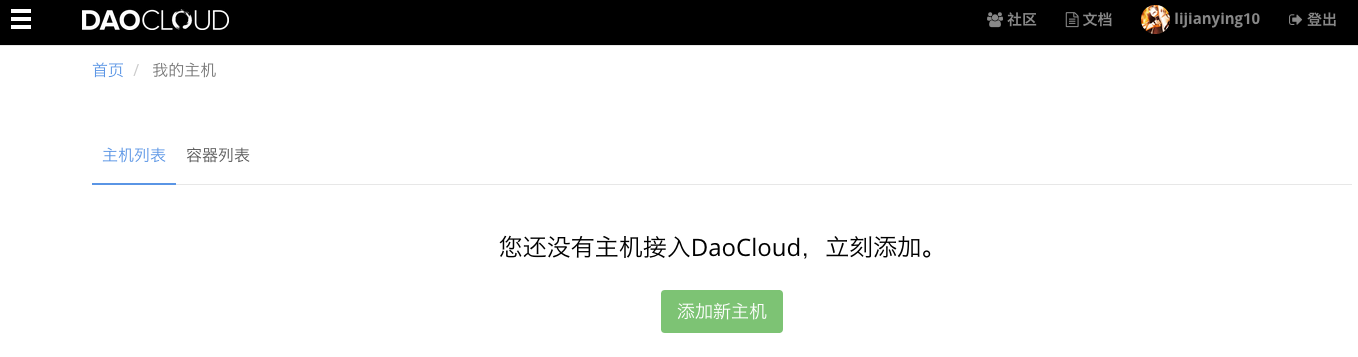 DAOCLOUD 社区 文档 lijianying10 登出
首页 / 我的主机
主机列表 容器列表
您还没有主机接入DaoCloud，立刻添加。
添加新主机